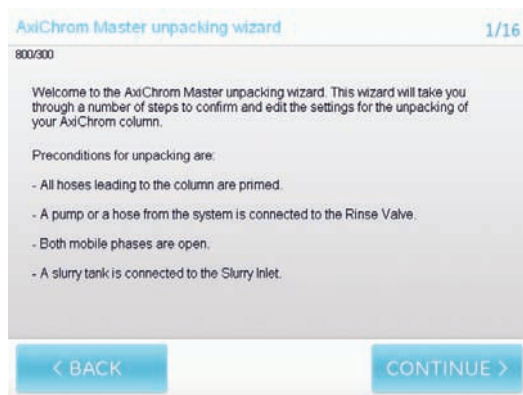 AxiChrom Master unpacking wizard 1/16
800/300
Welcome to the AxiChrom Master unpacking wizard. This wizard will take you
through a number of steps to confirm and edit the settings for the unpacking of
your AxiChrom column.
Preconditions for unpacking are:
- All hoses leading to the column are primed.
- A pump or a hose from the system is connected to the Rinse Valve.
- Both mobile phases are open.
- A slurry tank is connected to the Slurry Inlet.
< BACK CONTINUE >